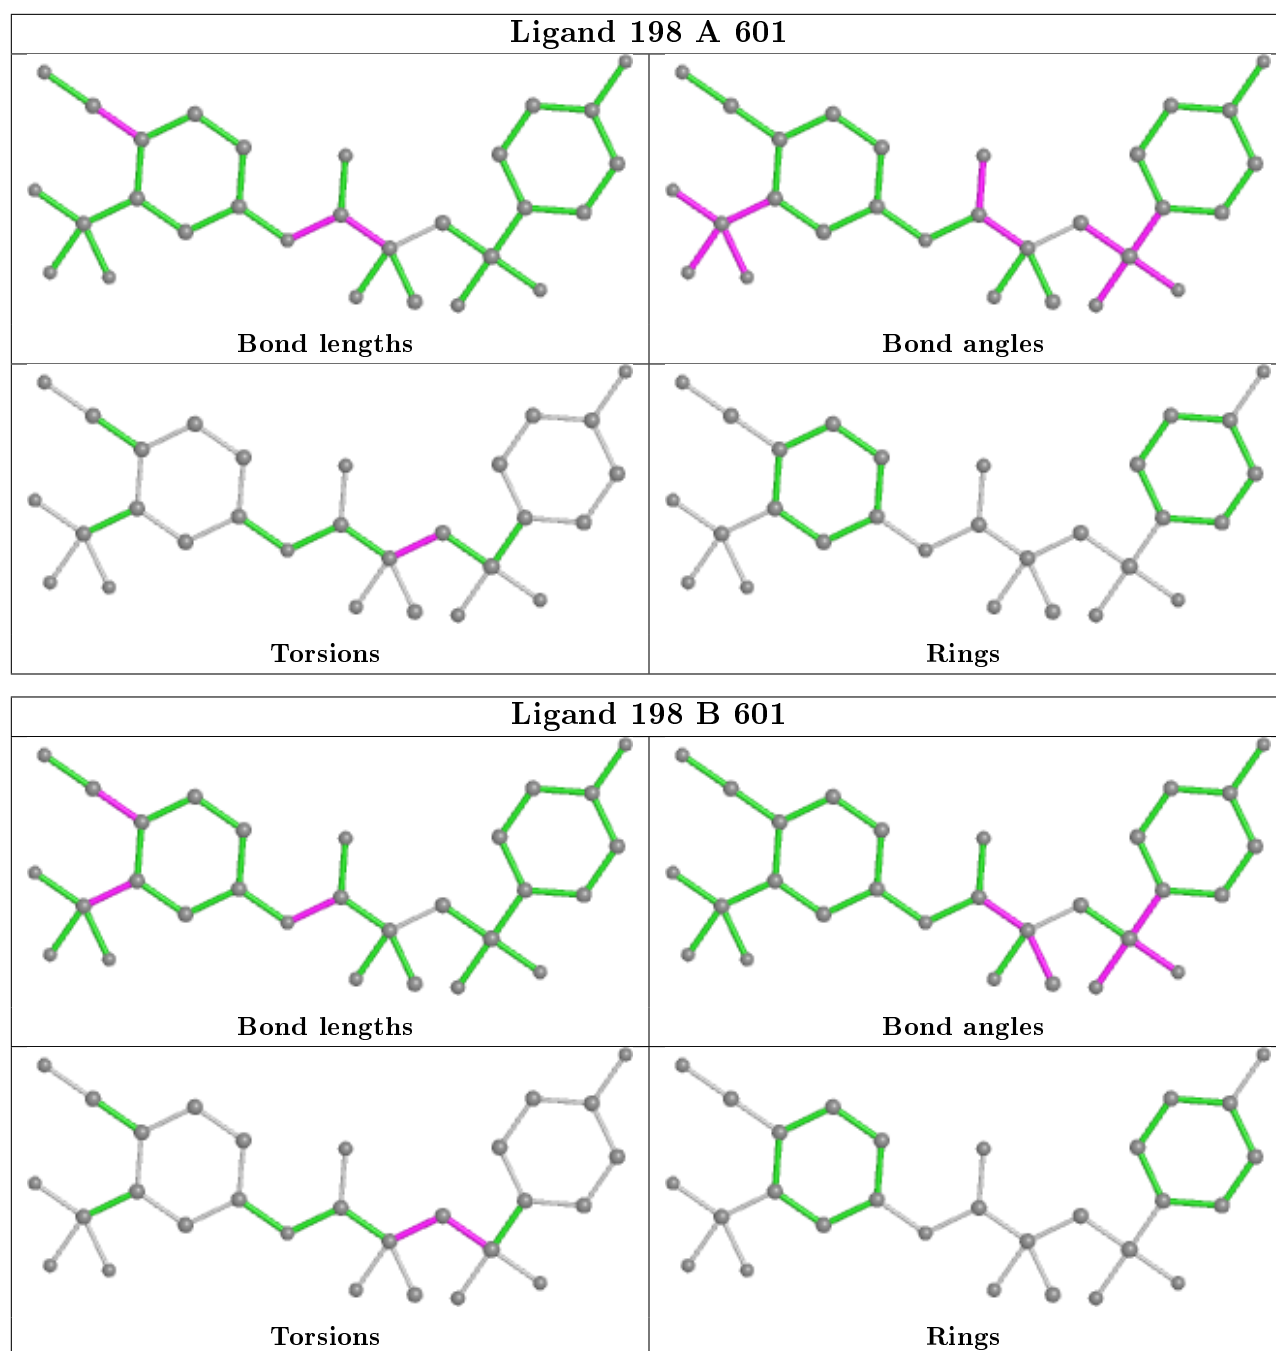 Ligand 198 A 601
Bond lengths
Bond angles
Torsions
Rings
Ligand 198 B 601
Bond lengths
Bond angles
Torsions
Rings